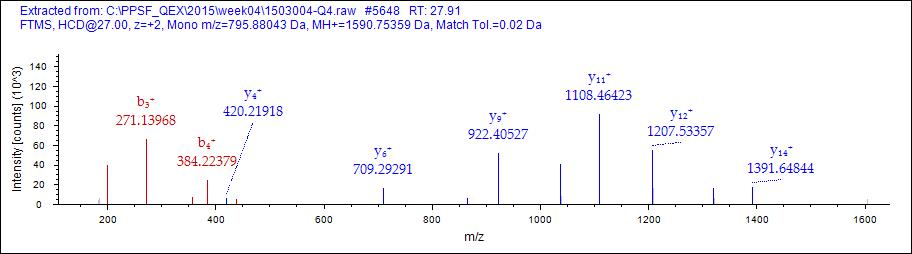 Extracted from: C:\PPSF_QEX\2015\week04\1503004-Q4.raw #5648 RT: 27.91
FTMS, HCD@27.00, z=+2, Mono m/z=795.88043 Da, MH+=1590.75359 Da, Match Tol.=0.02 Da
Intensity [counts] (10^3)
140
120
100
80
60
40
20
0
b₃⁺
271.13968
b₄⁺
384.22379
y₄⁺
420.21918
y₆⁺
709.29291
y₉⁺
922.40527
y₁₁⁺
1108.46423
y₁₂⁺
1207.53357
y₁₄⁺
1391.64844
200
400
600
800
1000
1200
1400
1600
m/z